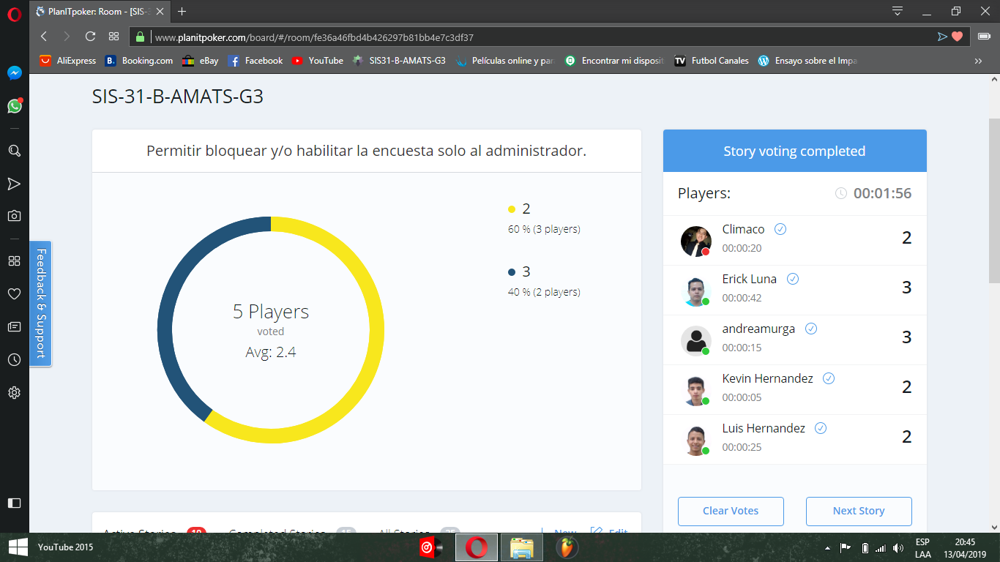 PlanITpoker: Room - [SIS-3
www.planitpoker.com/board/#/room/fe36a46fbd4b426297b81bb4e7c3df37
AliExpress Booking.com eBay Facebook YouTube SIS31-B-AMATS-G3 Películas online y par Encontrar mi disposit Futbol Canales Ensayo sobre el Impa
SIS-31-B-AMATS-G3
Permitir bloquear y/o habilitar la encuesta solo al administrador.
5 Players
voted
Avg: 2.4
2
60 % (3 players)
3
40 % (2 players)
Story voting completed
Players: 00:01:56
Climaco 2
00:00:20
Erick Luna 3
00:00:42
andreamurga 3
00:00:15
Kevin Hernandez 2
00:00:05
Luis Hernandez 2
00:00:25
Clear Votes Next Story
Feedback & Support
Active Stories 10 Completed Stories 15 All Stories 25 New Edit
YouTube 2015
ESP
LAA
20:45
13/04/2019